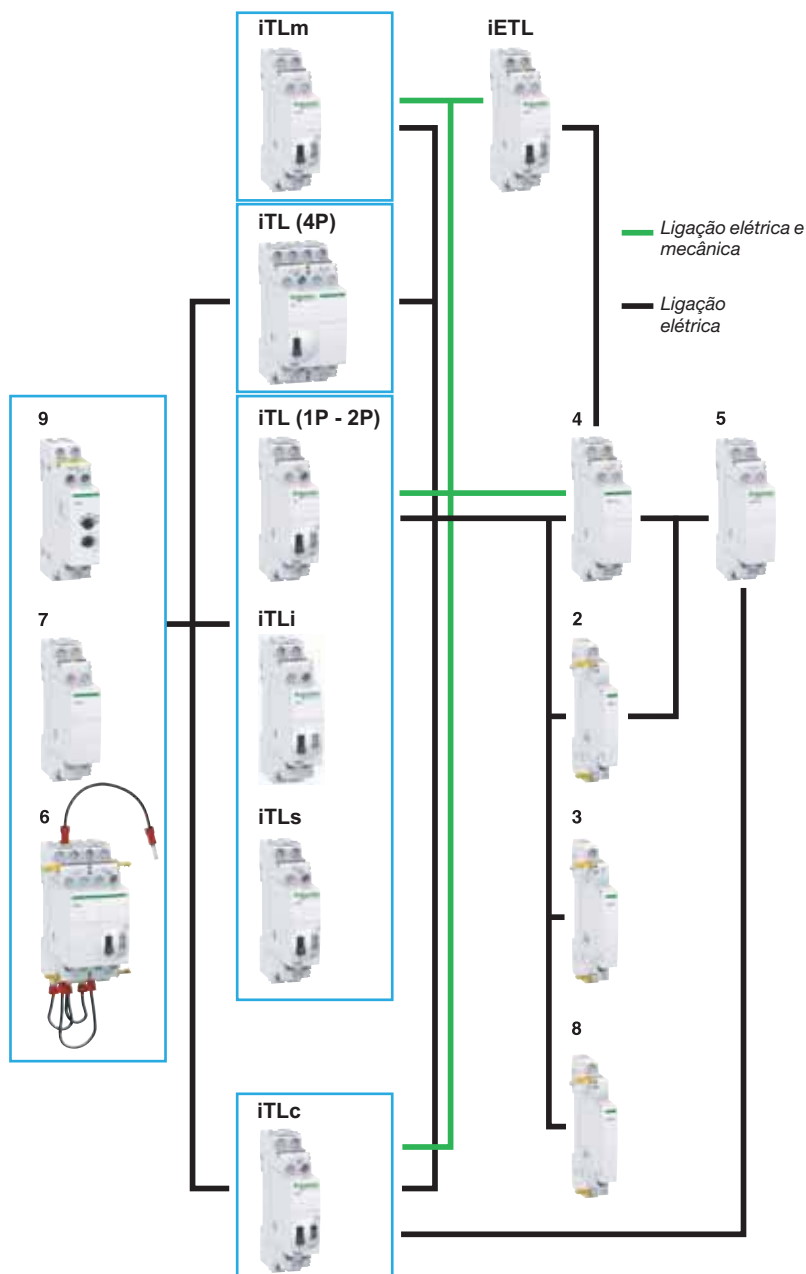 iTLm
iETL
iTL (4P)
Ligação elétrica e
mecânica
Ligação
elétrica
9
iTL (1P - 2P)
4
5
7
iTLi
2
6
iTLs
3
8
iTLc